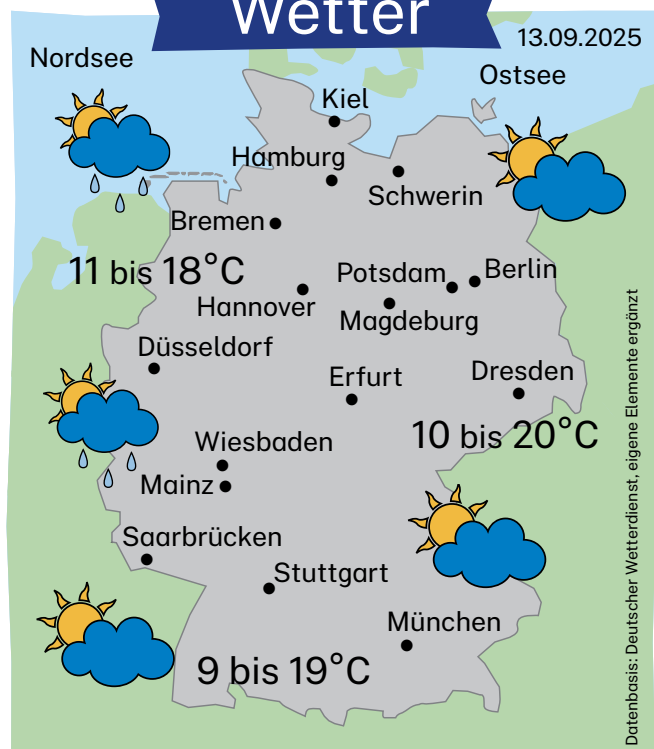 Wetter
13.09.2025
Nordsee
Ostsee
Kiel
Hamburg
Schwerin
Bremen
11 bis 18°C
Potsdam
Berlin
Hannover
Magdeburg
Düsseldorf
Erfurt
Dresden
10 bis 20°C
Wiesbaden
Mainz
Saarbrücken
Stuttgart
München
9 bis 19°C
Datenbasis: Deutscher Wetterdienst, eigene Elemente ergänzt